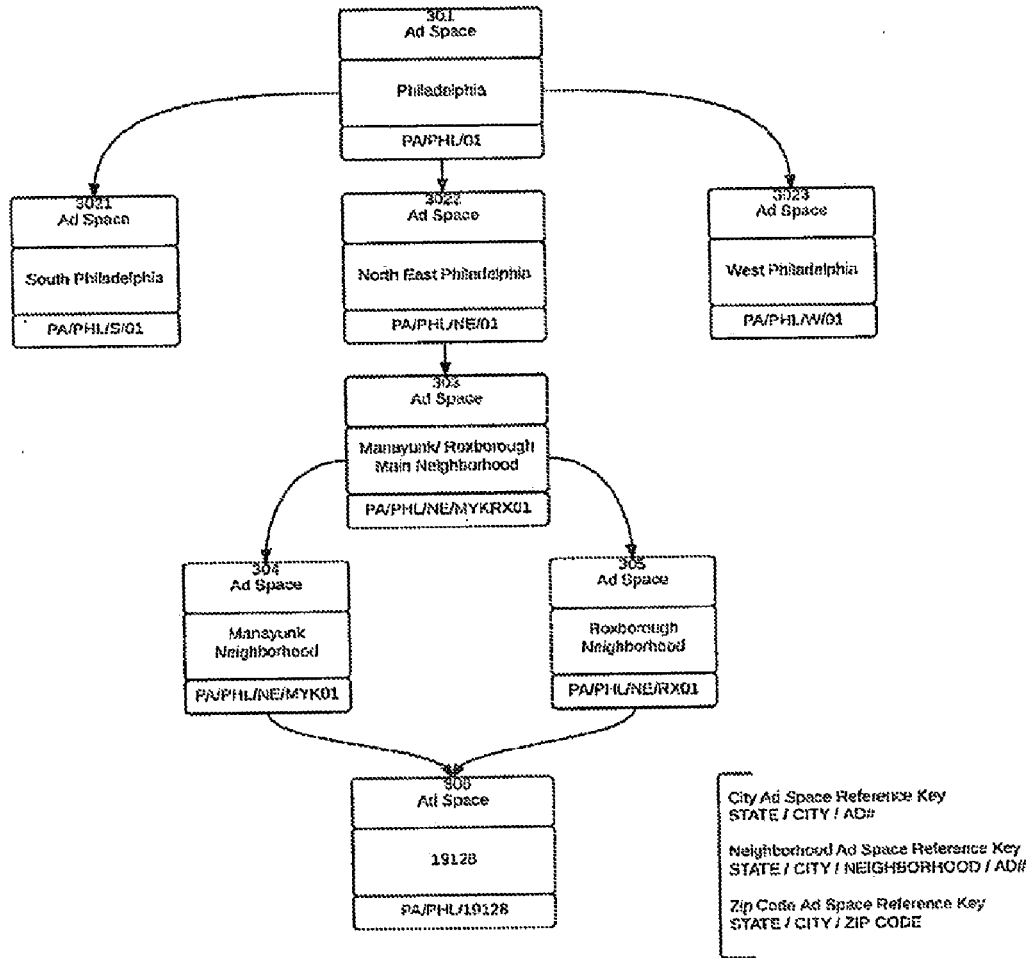 301
Ad Space
Philadelphia
PA/PHL/01
3021
Ad Space
South Philadelphia
PA/PHL/S/01
3022
Ad Space
North East Philadelphia
PA/PHL/NE/01
3023
Ad Space
West Philadelphia
PA/PHL/W/01
303
Ad Space
Manayunk/ Roxborough
Main Neighborhood
PA/PHL/NE/MYKRX01
304
Ad Space
Manayunk
Neighborhood
PA/PHL/NE/MYK01
305
Ad Space
Roxborough
Neighborhood
PA/PHL/NE/RX01
Ad Space
19128
PA/PHL/19128
City Ad Space Reference Key
STATE / CITY / AD#
Neighborhood Ad Space Reference Key
STATE / CITY / NEIGHBORHOOD / AD#
Zip Code Ad Space Reference Key
STATE / CITY / ZIP CODE